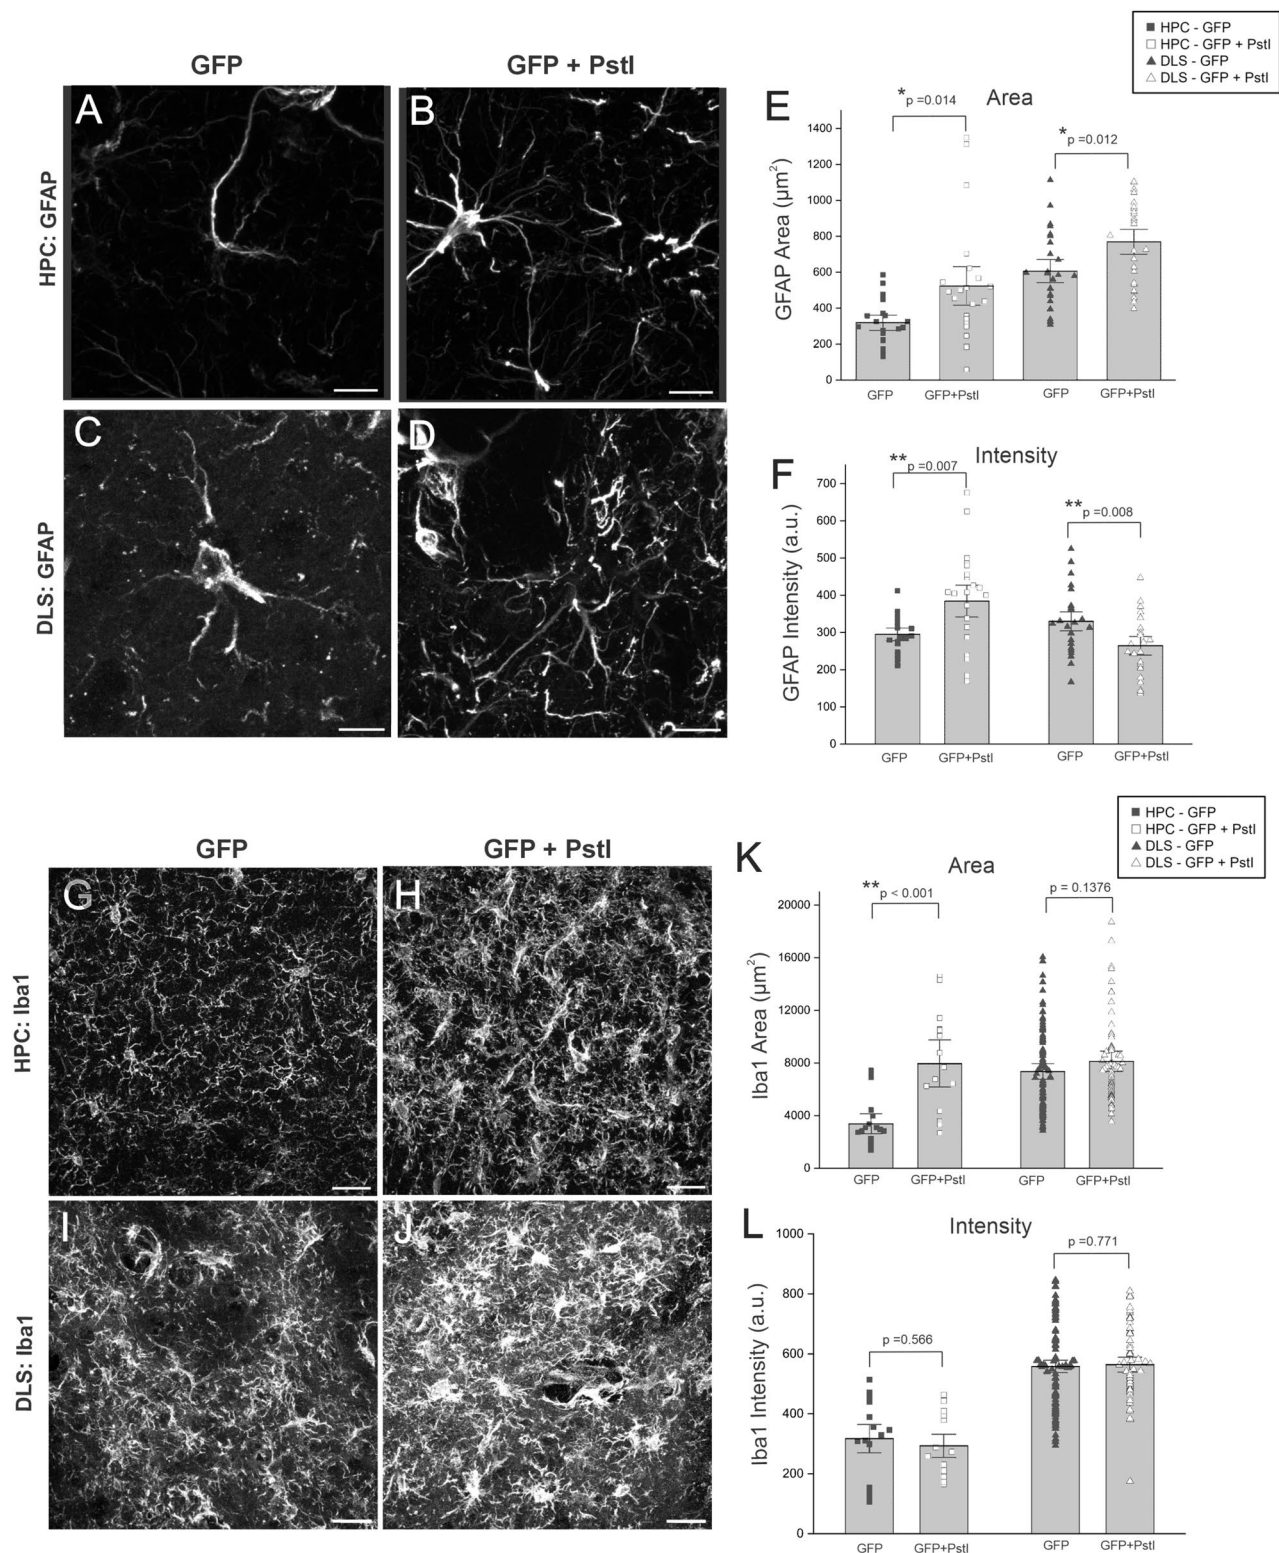 HPC - GFP
HPC - GFP + PstI
DLS - GFP
DLS - GFP + PstI
GFP
GFP + PstI
HPC: GFAP
DLS: GFAP
A
B
C
D
E
Area
* p =0.014
* p =0.012
GFAP Area (µm²)
1400
1200
1000
800
600
400
200
0
GFP
GFP+PstI
GFP
GFP+PstI
F
Intensity
** p =0.007
** p =0.008
GFAP Intensity (a.u.)
700
600
500
400
300
200
100
0
GFP
GFP+PstI
GFP
GFP+PstI
GFP
GFP + PstI
HPC: Iba1
DLS: Iba1
G
H
I
J
HPC - GFP
HPC - GFP + PstI
DLS - GFP
DLS - GFP + PstI
K
Area
** p < 0.001
p = 0.1376
Iba1 Area (µm²)
20000
16000
12000
8000
4000
0
GFP
GFP+PstI
GFP
GFP+PstI
L
Intensity
p =0.566
p =0.771
Iba1 Intensity (a.u.)
1000
800
600
400
200
0
GFP
GFP+PstI
GFP
GFP+PstI